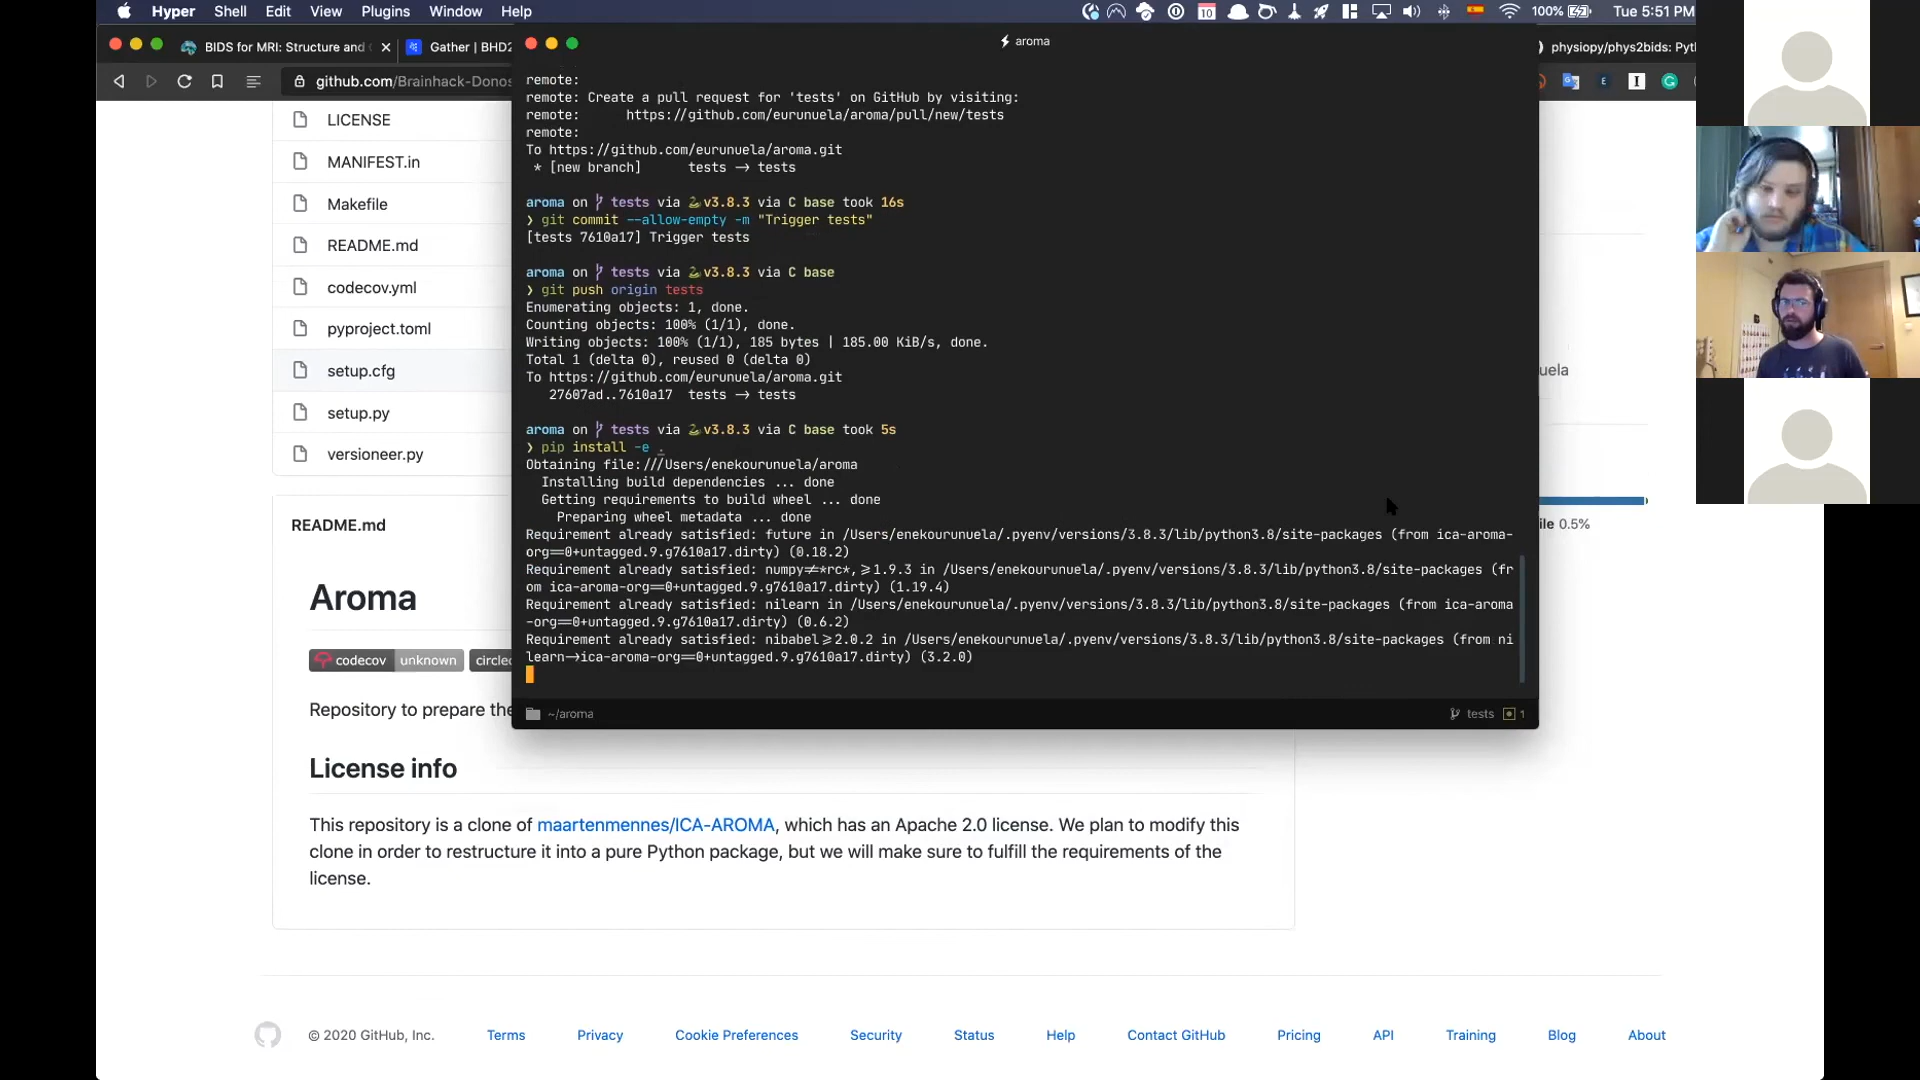 Hyper Shell Edit View Plugins Window Help
100% Tue 5:51 PM
BIDS for MRI: Structure and
Gather | BHD2
aroma
physiopy/phys2bids: Pyt
github.com/Brainhack-Donos
LICENSE
MANIFEST.in
Makefile
README.md
codecov.yml
pyproject.toml
setup.cfg
setup.py
versioneer.py
remote:
remote: Create a pull request for 'tests' on GitHub by visiting:
remote:      https://github.com/eurunuela/aroma/pull/new/tests
remote:
To https://github.com/eurunuela/aroma.git
 * [new branch]      tests -> tests
aroma on tests via v3.8.3 via C base took 16s
❯ git commit --allow-empty -m "Trigger tests"
[tests 7610a17] Trigger tests
aroma on tests via v3.8.3 via C base
❯ git push origin tests
Enumerating objects: 1, done.
Counting objects: 100% (1/1), done.
Writing objects: 100% (1/1), 185 bytes | 185.00 KiB/s, done.
Total 1 (delta 0), reused 0 (delta 0)
To https://github.com/eurunuela/aroma.git
   27607ad..7610a17  tests -> tests
aroma on tests via v3.8.3 via C base took 5s
❯ pip install -e .
Obtaining file:///Users/enekourunuela/aroma
  Installing build dependencies ... done
  Getting requirements to build wheel ... done
    Preparing wheel metadata ... done
Requirement already satisfied: future in /Users/enekourunuela/.pyenv/versions/3.8.3/lib/python3.8/site-packages (from ica-aroma-
org==0+untagged.9.g7610a17.dirty) (0.18.2)
Requirement already satisfied: numpy!=*rc*,>=1.9.3 in /Users/enekourunuela/.pyenv/versions/3.8.3/lib/python3.8/site-packages (fr
om ica-aroma-org==0+untagged.9.g7610a17.dirty) (1.19.4)
Requirement already satisfied: nilearn in /Users/enekourunuela/.pyenv/versions/3.8.3/lib/python3.8/site-packages (from ica-aroma
-org==0+untagged.9.g7610a17.dirty) (0.6.2)
Requirement already satisfied: nibabel>=2.0.2 in /Users/enekourunuela/.pyenv/versions/3.8.3/lib/python3.8/site-packages (from ni
learn->ica-aroma-org==0+untagged.9.g7610a17.dirty) (3.2.0)
~/aroma
tests 1
uela
ile 0.5%
README.md
Aroma
codecov unknown circlec
Repository to prepare the
License info
This repository is a clone of maartenmennes/ICA-AROMA, which has an Apache 2.0 license. We plan to modify this
clone in order to restructure it into a pure Python package, but we will make sure to fulfill the requirements of the
license.
© 2020 GitHub, Inc. Terms Privacy Cookie Preferences Security Status Help Contact GitHub Pricing API Training Blog About